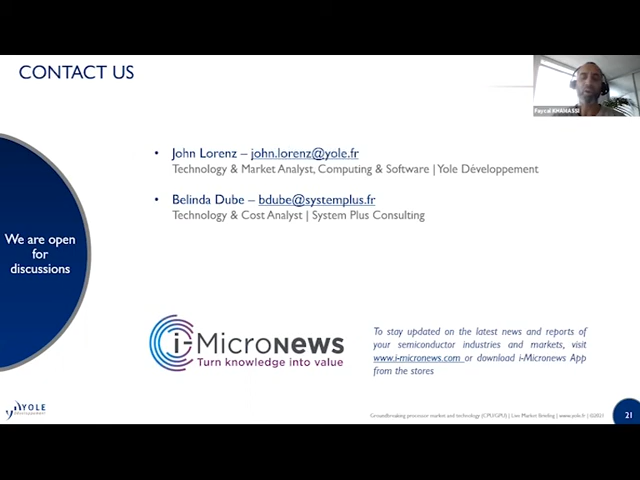 CONTACT US
Faycal KHAMASSI
• John Lorenz – john.lorenz@yole.fr
Technology & Market Analyst, Computing & Software | Yole Développement
• Belinda Dube – bdube@systemplus.fr
Technology & Cost Analyst | System Plus Consulting
We are open
for
discussions
i-MicroNEWS
Turn knowledge into value
To stay updated on the latest news and reports of
your semiconductor industries and markets, visit
www.i-micronews.com or download i-Micronews App
from the stores
YOLE
Développement
Groundbreaking processor market and technology (CPU/GPU) | Live Market Briefing | www.yole.fr | ©2021
21